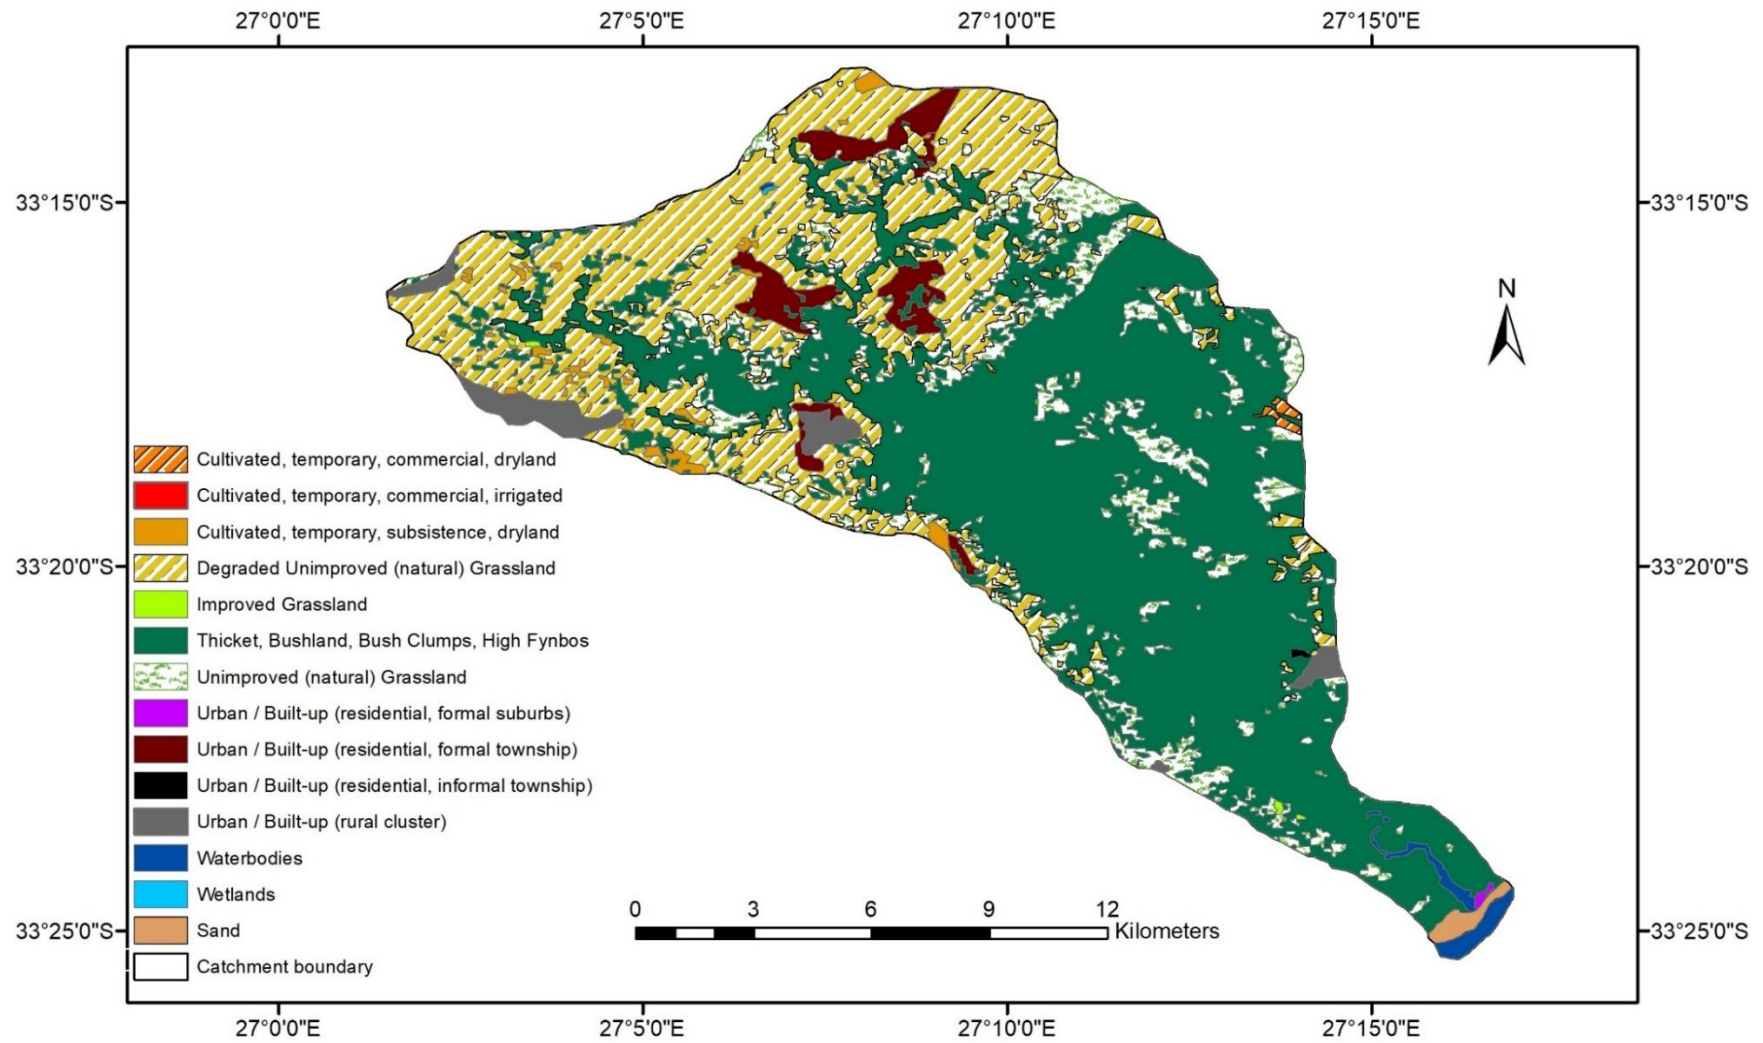 27°0'0"E 27°5'0"E 27°10'0"E 27°15'0"E
33°15'0"S 33°15'0"S
N
Cultivated, temporary, commercial, dryland
Cultivated, temporary, commercial, irrigated
Cultivated, temporary, subsistence, dryland
Degraded Unimproved (natural) Grassland
33°20'0"S 33°20'0"S
Improved Grassland
Thicket, Bushland, Bush Clumps, High Fynbos
Unimproved (natural) Grassland
Urban / Built-up (residential, formal suburbs)
Urban / Built-up (residential, formal township)
Urban / Built-up (residential, informal township)
Urban / Built-up (rural cluster)
Waterbodies
Wetlands
Sand
Catchment boundary
0 3 6 9 12
Kilometers
33°25'0"S 33°25'0"S
27°0'0"E 27°5'0"E 27°10'0"E 27°15'0"E